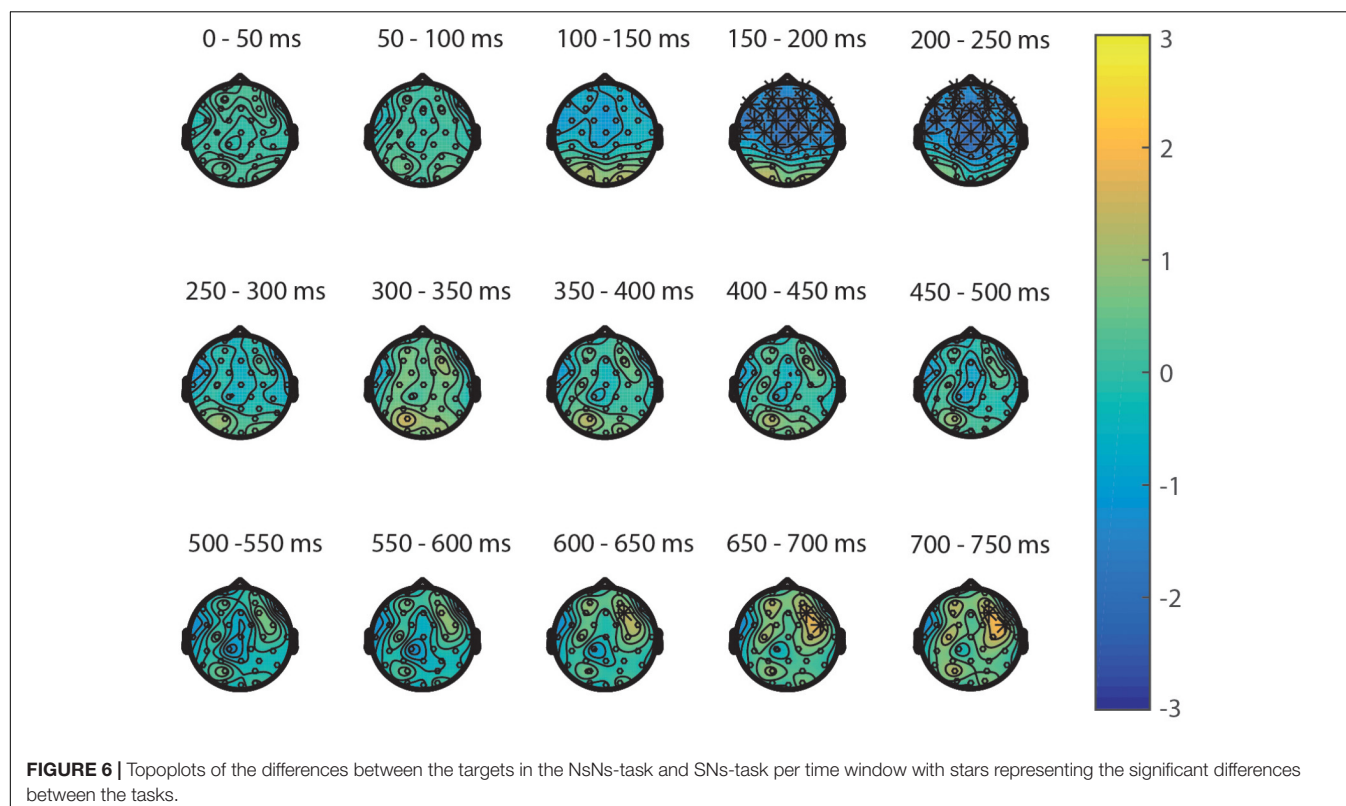 0 - 50 ms 50 - 100 ms 100 -150 ms 150 - 200 ms 200 - 250 ms
250 - 300 ms 300 - 350 ms 350 - 400 ms 400 - 450 ms 450 - 500 ms
500 -550 ms 550 - 600 ms 600 - 650 ms 650 - 700 ms 700 - 750 ms
3
2
1
0
-1
-2
-3
FIGURE 6 | Topoplots of the differences between the targets in the NsNs-task and SNs-task per time window with stars representing the significant differences
between the tasks.